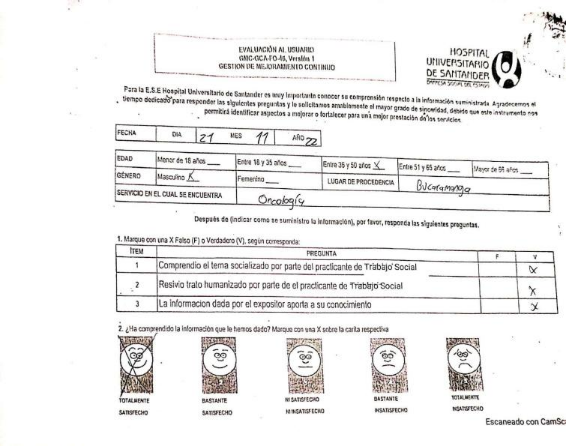 EVALUACIÓN AL USUARIO
GMC-GCA-FO-40, Versión 1
GESTION DE MEJORAMIENTO CONTINUO
HOSPITAL
UNIVERSITARIO
DE SANTANDER
EMPRESA SOCIAL DEL ESTADO
Para la E.S.E Hospital Universitario de Santander es muy importante conocer su comprensión respecto a la información suministrada. Agradecemos el
tiempo dedicado para responder las siguientes preguntas y le solicitamos amablemente el mayor grado de sinceridad, debido que este instrumento nos
permitirá identificar aspectos a mejorar o fortalecer para una mejor prestación de los servicios
FECHA DIA 21 MES 11 AÑO 22
EDAD Menor de 18 años ___ Entre 18 y 35 años ___ Entre 36 y 50 años X Entre 51 y 65 años ___ Mayor de 65 años ___
GÉNERO Masculino X Femenino ___ LUGAR DE PROCEDENCIA Bucaramanga
SERVICIO EN EL CUAL SE ENCUENTRA Oncología
Después de (indicar como se suministro la información), por favor, responda las siguientes preguntas.
1. Marque con una X Falso (F) o Verdadero (V), según corresponda:
ÍTEM PREGUNTA F V
1 Comprendio el tema socializado por parte del practicante de Trabajo Social X
2 Resivio trato humanizado por parte de el practicante de Trabajo Social X
3 La informacion dada por el expositor aporta a su conocimiento X
2. ¿Ha comprendido la información que le hemos dado? Marque con una X sobre la carita respectiva
TOTALMENTE BASTANTE NI SATISFECHO BASTANTE TOTALMENTE
SATISFECHO SATISFECHO NI INSATISFECHO INSATISFECHO INSATISFECHO
Escaneado con CamSc